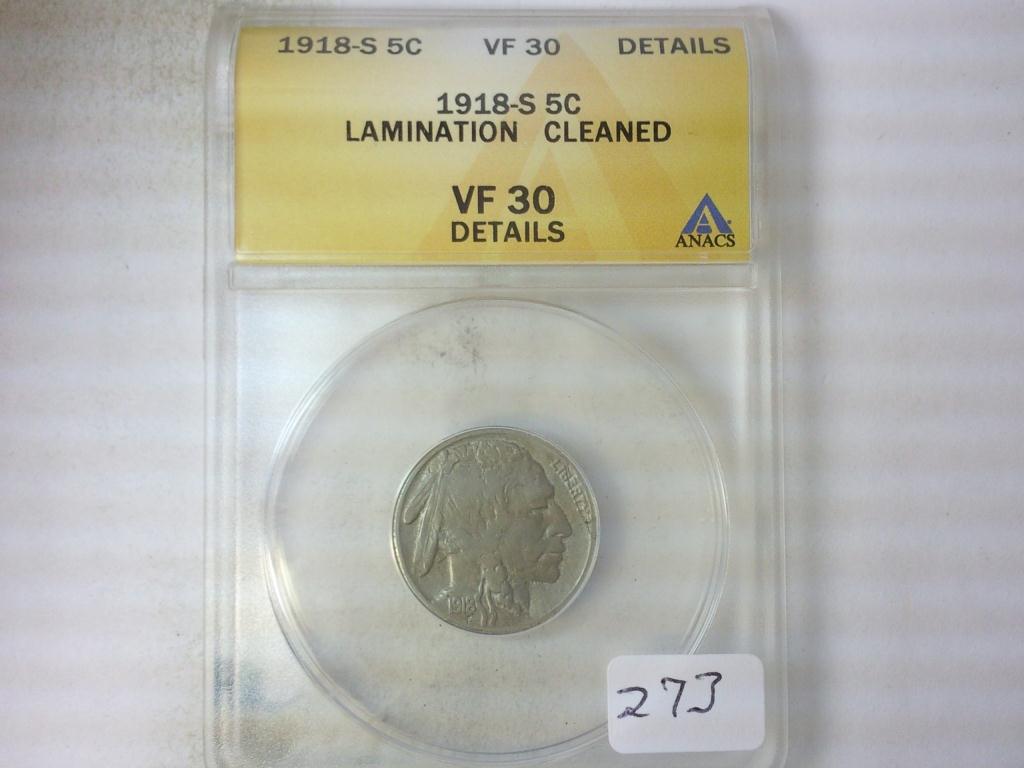 1918-S 5C VF 30 DETAILS
1918-S 5C
LAMINATION CLEANED
VF 30
DETAILS
ANACS
LIBERTY
1918
273